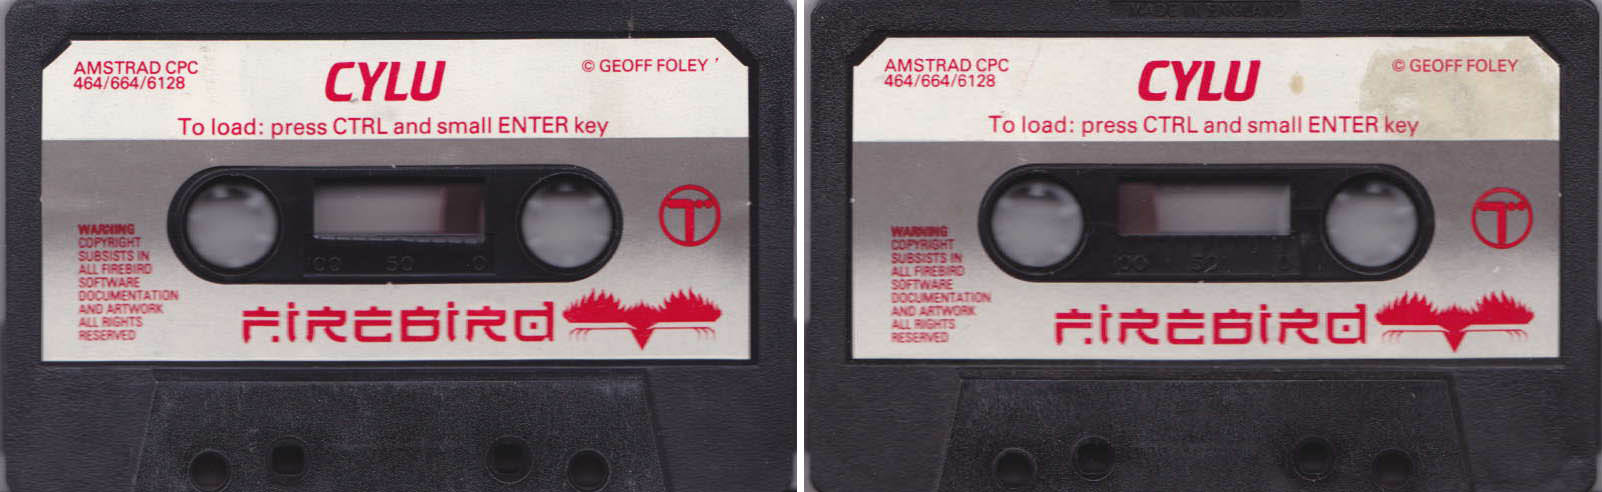 AMSTRAD CPC
464/664/6128
CYLU
© GEOFF FOLEY
To load: press CTRL and small ENTER key
100 50 0
WARNING
COPYRIGHT
SUBSISTS IN
ALL FIREBIRD
SOFTWARE
DOCUMENTATION
AND ARTWORK
ALL RIGHTS
RESERVED
FIREBIRD
MADE IN ENGLAND
AMSTRAD CPC
464/664/6128
CYLU
© GEOFF FOLEY
To load: press CTRL and small ENTER key
100 50 0
WARNING
COPYRIGHT
SUBSISTS IN
ALL FIREBIRD
SOFTWARE
DOCUMENTATION
AND ARTWORK
ALL RIGHTS
RESERVED
FIREBIRD